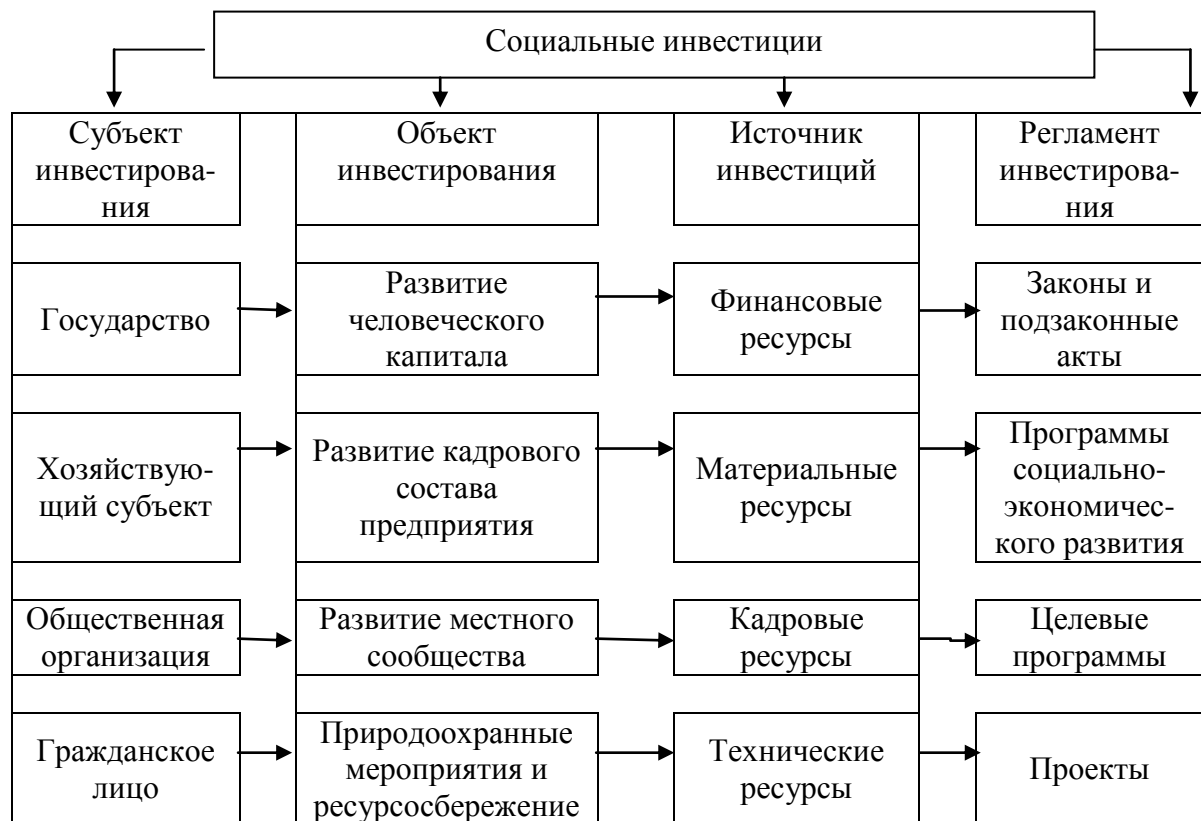 Социальные инвестиции
Субъект
инвестирова-
ния
Объект
инвестирования
Источник
инвестиций
Регламент
инвестирова-
ния
Государство
Развитие
человеческого
капитала
Финансовые
ресурсы
Законы и
подзаконные
акты
Хозяйствую-
щий субъект
Развитие кадрового
состава
предприятия
Материальные
ресурсы
Программы
социально-
экономичес-
кого развития
Общественная
организация
Развитие местного
сообщества
Кадровые
ресурсы
Целевые
программы
Гражданское
лицо
Природоохранные
мероприятия и
ресурсосбережение
Технические
ресурсы
Проекты